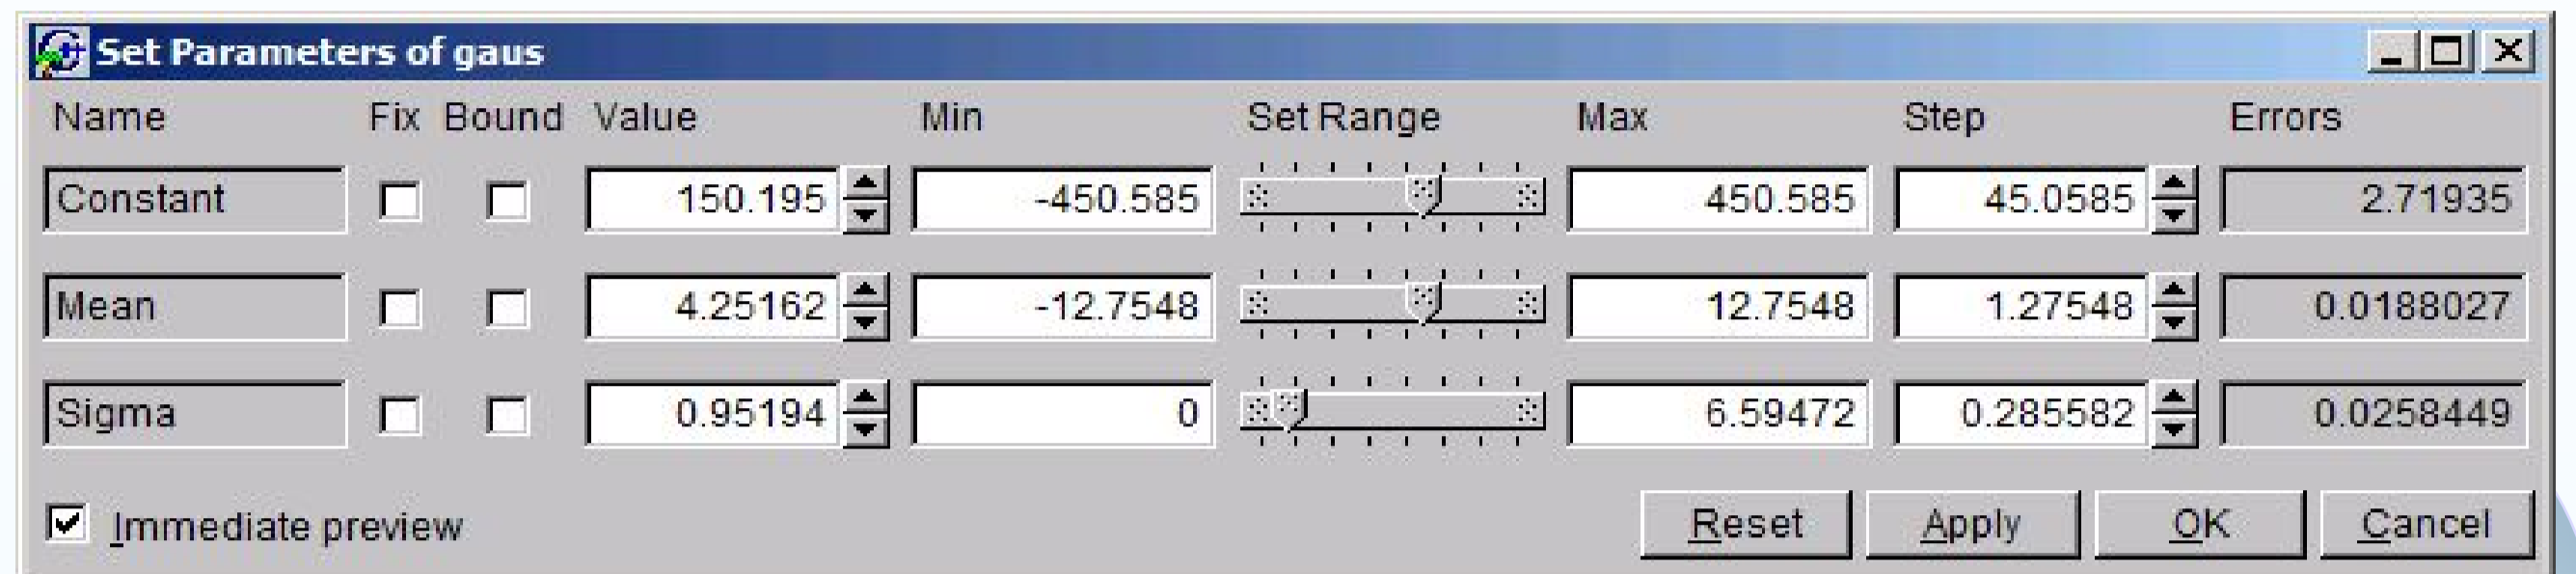 Set Parameters of gaus
Name Fix Bound Value Min Set Range Max Step Errors
Constant 150.195 -450.585 450.585 45.0585 2.71935
Mean 4.25162 -12.7548 12.7548 1.27548 0.0188027
Sigma 0.95194 0 6.59472 0.285582 0.0258449
Immediate preview Reset Apply OK Cancel